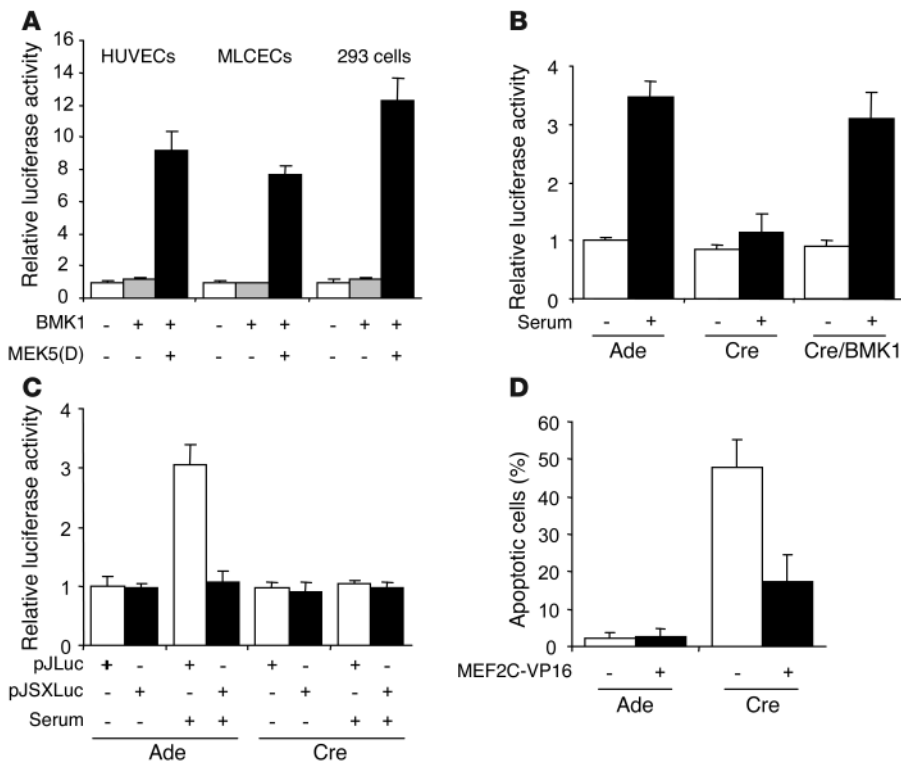 A
Relative luciferase activity
16
14
12
10
8
6
4
2
0
HUVECs MLCECs 293 cells
BMK1 - + + - + + - + +
MEK5(D) - - + - - + - - +
B
Relative luciferase activity
4
3
2
1
0
Serum - + - + - +
Ade Cre Cre/BMK1
C
Relative luciferase activity
4
3
2
1
0
pJLuc + - + - + - + -
pJSXLuc - + - + - + - +
Serum - - + + - - + +
Ade Cre
D
Apoptotic cells (%)
60
50
40
30
20
10
0
MEF2C-VP16 - + - +
Ade Cre